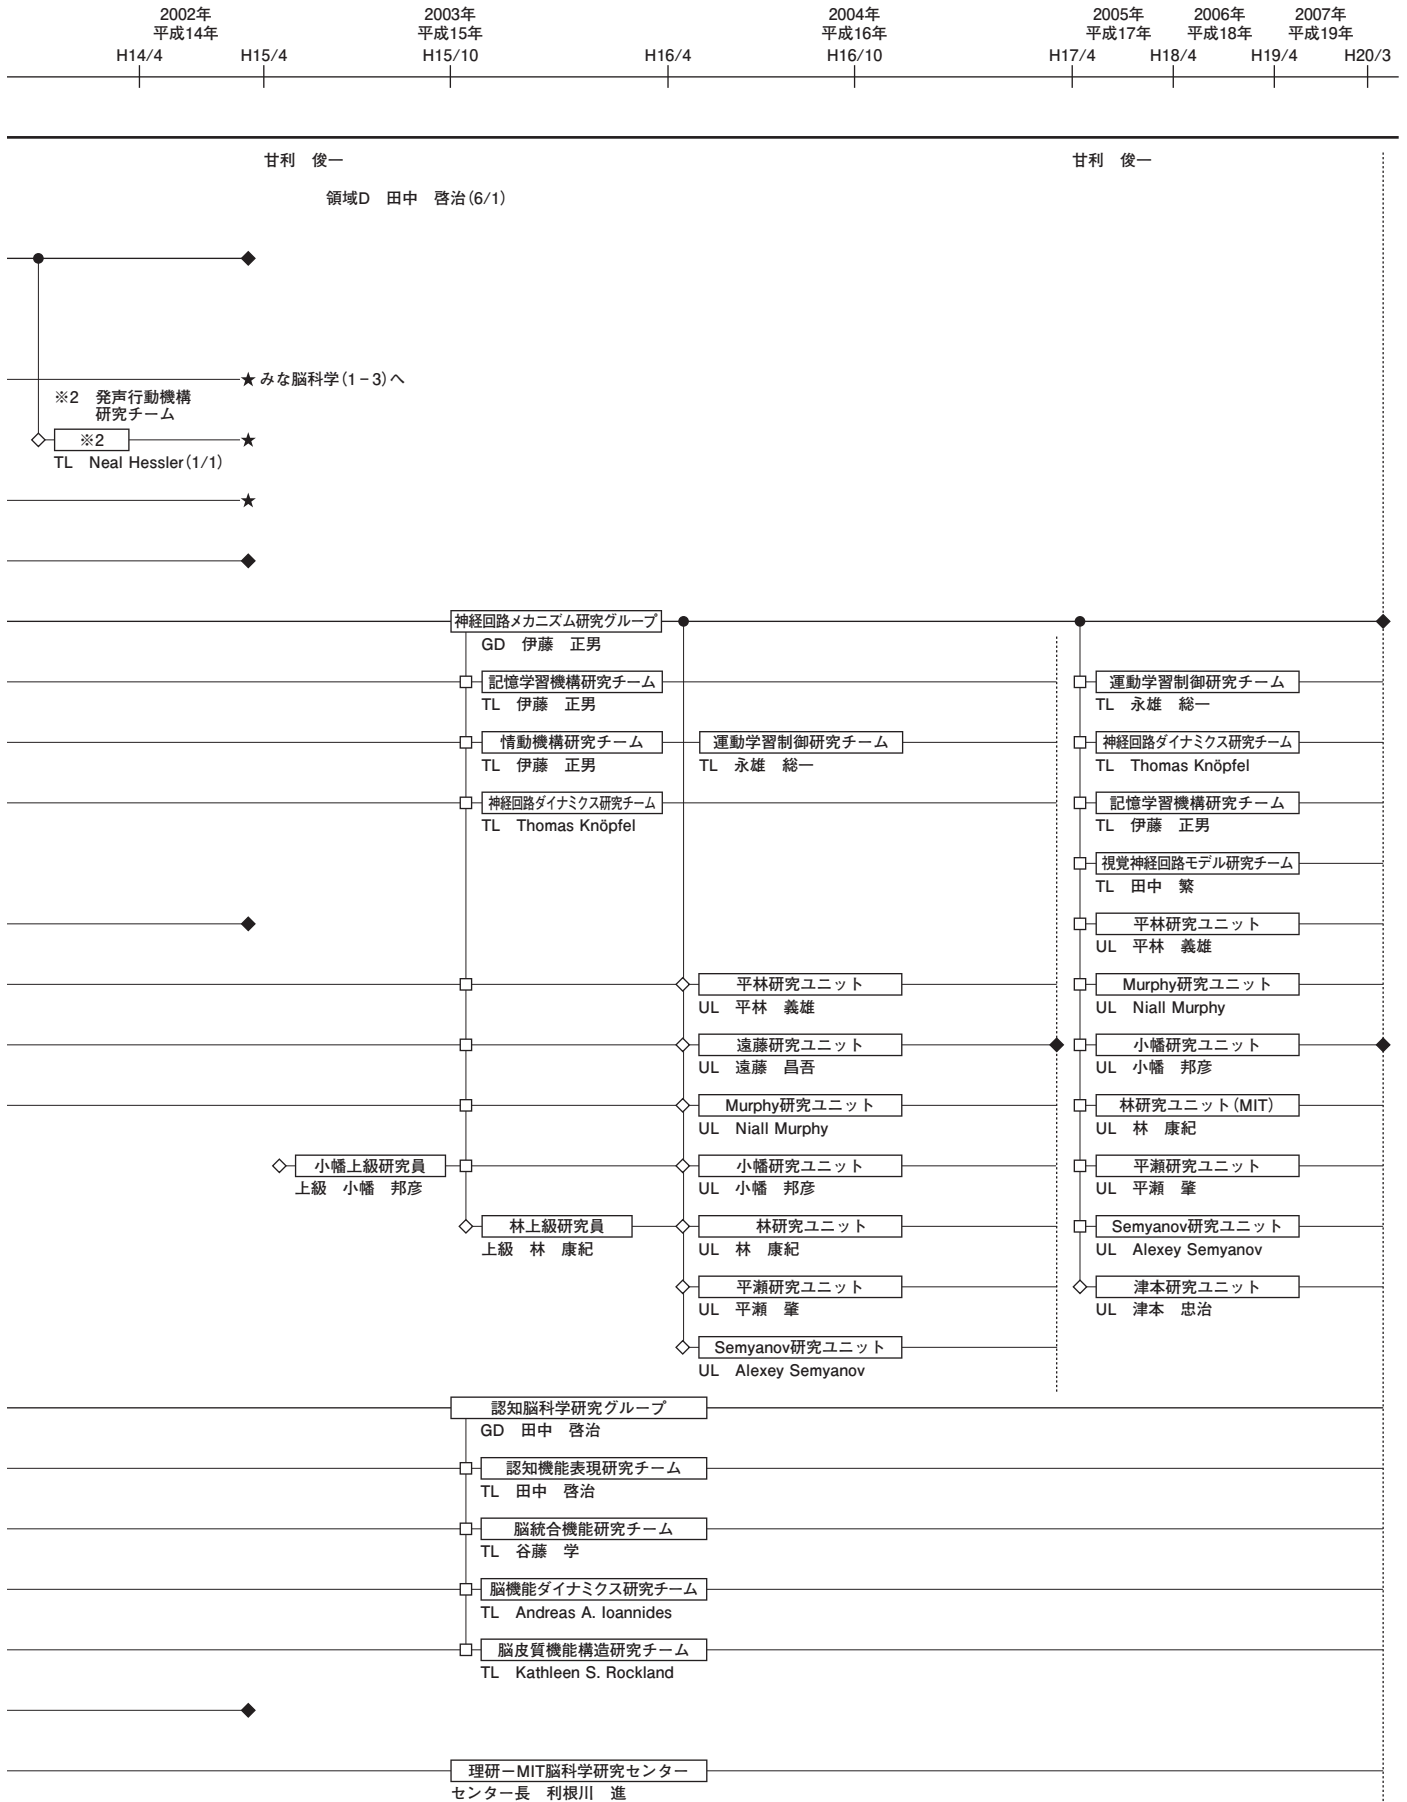 2002年 2003年 2004年 2005年 2006年 2007年
平成14年 平成15年 平成16年 平成17年 平成18年 平成19年
H14/4 H15/4 H15/10 H16/4 H16/10 H17/4 H18/4 H19/4 H20/3
甘利　俊一 甘利　俊一
領域D　田中　啓治(6/1)
★ みな脳科学(1−3)へ
※2　発声行動機構
研究チーム
※2 ★
TL　Neal Hessler(1/1)
★
神経回路メカニズム研究グループ
GD　伊藤　正男
記憶学習機構研究チーム 運動学習制御研究チーム
TL　伊藤　正男 TL　永雄　総一
情動機構研究チーム 運動学習制御研究チーム 神経回路ダイナミクス研究チーム
TL　伊藤　正男 TL　永雄　総一 TL　Thomas Knöpfel
神経回路ダイナミクス研究チーム 記憶学習機構研究チーム
TL　Thomas Knöpfel TL　伊藤　正男
視覚神経回路モデル研究チーム
TL　田中　繁
平林研究ユニット
UL　平林　義雄
平林研究ユニット Murphy研究ユニット
UL　平林　義雄 UL　Niall Murphy
遠藤研究ユニット 小幡研究ユニット
UL　遠藤　昌吾 UL　小幡　邦彦
Murphy研究ユニット 林研究ユニット(MIT)
UL　Niall Murphy UL　林　康紀
小幡上級研究員 小幡研究ユニット 平瀬研究ユニット
上級　小幡　邦彦 UL　小幡　邦彦 UL　平瀬　肇
林上級研究員 林研究ユニット Semyanov研究ユニット
上級　林　康紀 UL　林　康紀 UL　Alexey Semyanov
平瀬研究ユニット 津本研究ユニット
UL　平瀬　肇 UL　津本　忠治
Semyanov研究ユニット
UL　Alexey Semyanov
認知脳科学研究グループ
GD　田中　啓治
認知機能表現研究チーム
TL　田中　啓治
脳統合機能研究チーム
TL　谷藤　学
脳機能ダイナミクス研究チーム
TL　Andreas A. Ioannides
脳皮質機能構造研究チーム
TL　Kathleen S. Rockland
理研−MIT脳科学研究センター
センター長　利根川　進